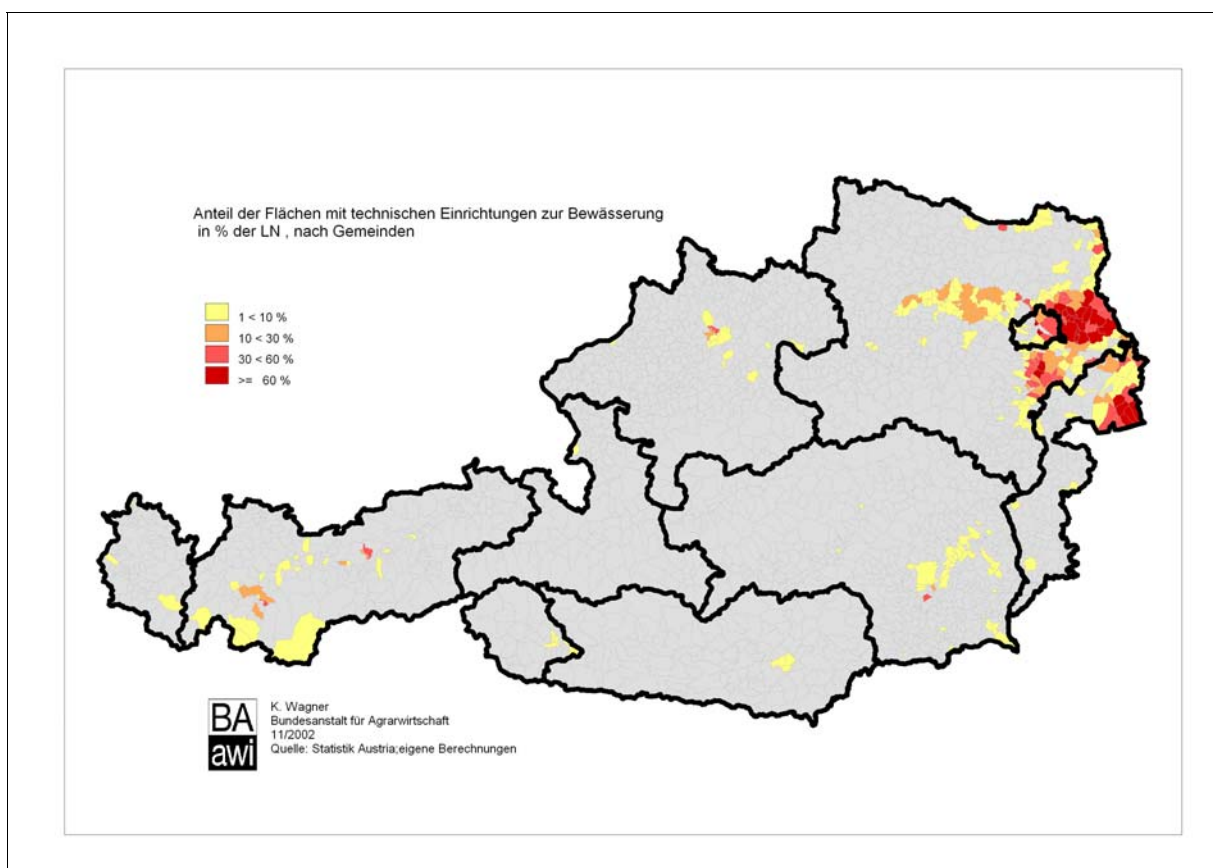 Anteil der Flächen mit technischen Einrichtungen zur Bewässerung
in % der LN , nach Gemeinden
1 < 10 %
10 < 30 %
30 < 60 %
>= 60 %
BA
awi
K. Wagner
Bundesanstalt für Agrarwirtschaft
11/2002
Quelle: Statistik Austria;eigene Berechnungen